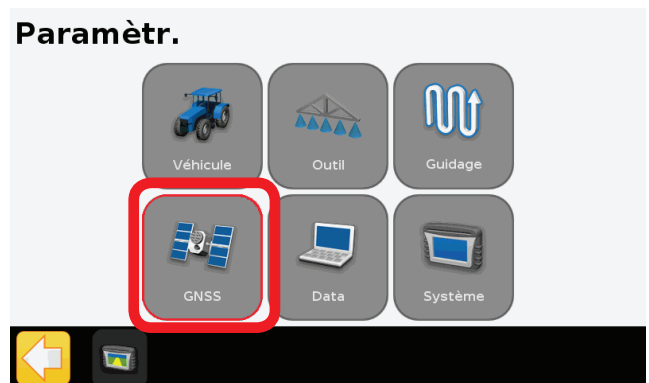 Paramètr.
Véhicule
Outil
Guidage
GNSS
Data
Système